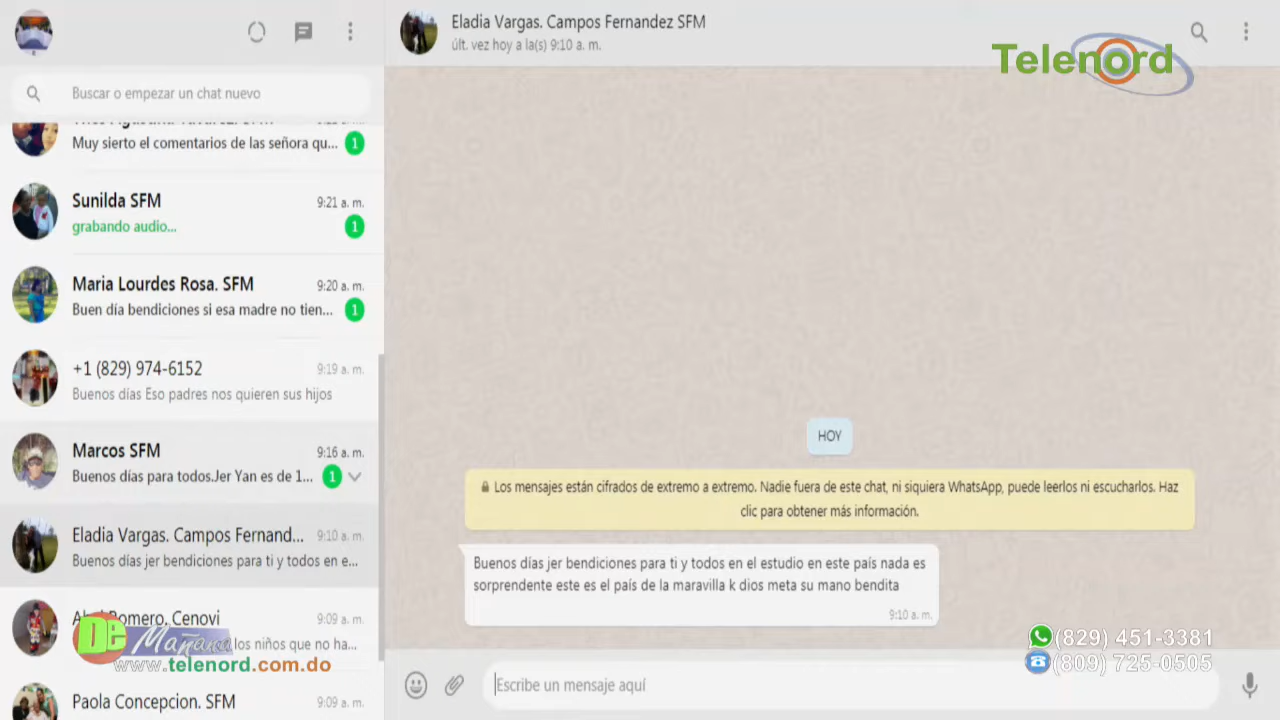 Buscar o empezar un chat nuevo
Muy sierto el comentarios de las señora qu...
1
Sunilda SFM
9:21 a. m.
grabando audio...
1
Maria Lourdes Rosa. SFM
9:20 a. m.
Buen día bendiciones si esa madre no tien...
1
+1 (829) 974-6152
9:19 a. m.
Buenos días Eso padres nos quieren sus hijos
Marcos SFM
9:16 a. m.
Buenos días para todos.Jer Yan es de 1...
1
Eladia Vargas. Campos Fernand...
9:10 a. m.
Buenos días jer bendiciones para ti y todos en e...
Romero. Cenovi
9:09 a. m.
los niños que no ha...
De Mañana
www.telenord.com.do
Paola Concepcion. SFM
9:09 a. m.
Eladia Vargas. Campos Fernandez SFM
últ. vez hoy a la(s) 9:10 a. m.
Telenord
HOY
Los mensajes están cifrados de extremo a extremo. Nadie fuera de este chat, ni siquiera WhatsApp, puede leerlos ni escucharlos. Haz
clic para obtener más información.
Buenos días jer bendiciones para ti y todos en el estudio en este país nada es
sorprendente este es el país de la maravilla k dios meta su mano bendita
9:10 a. m.
(829) 451-3381
(809) 725-0505
Escribe un mensaje aquí